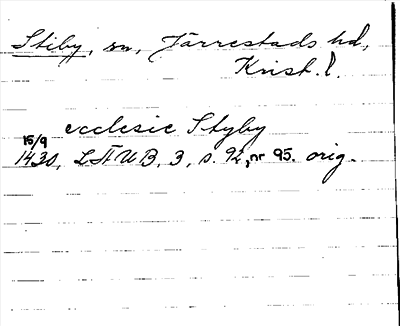 Stiby, sn, Järrestads hd,
Krist. l.
ecclesie Styby
15/9
1430, LÄUB, 3, s. 92, nr 95. orig.